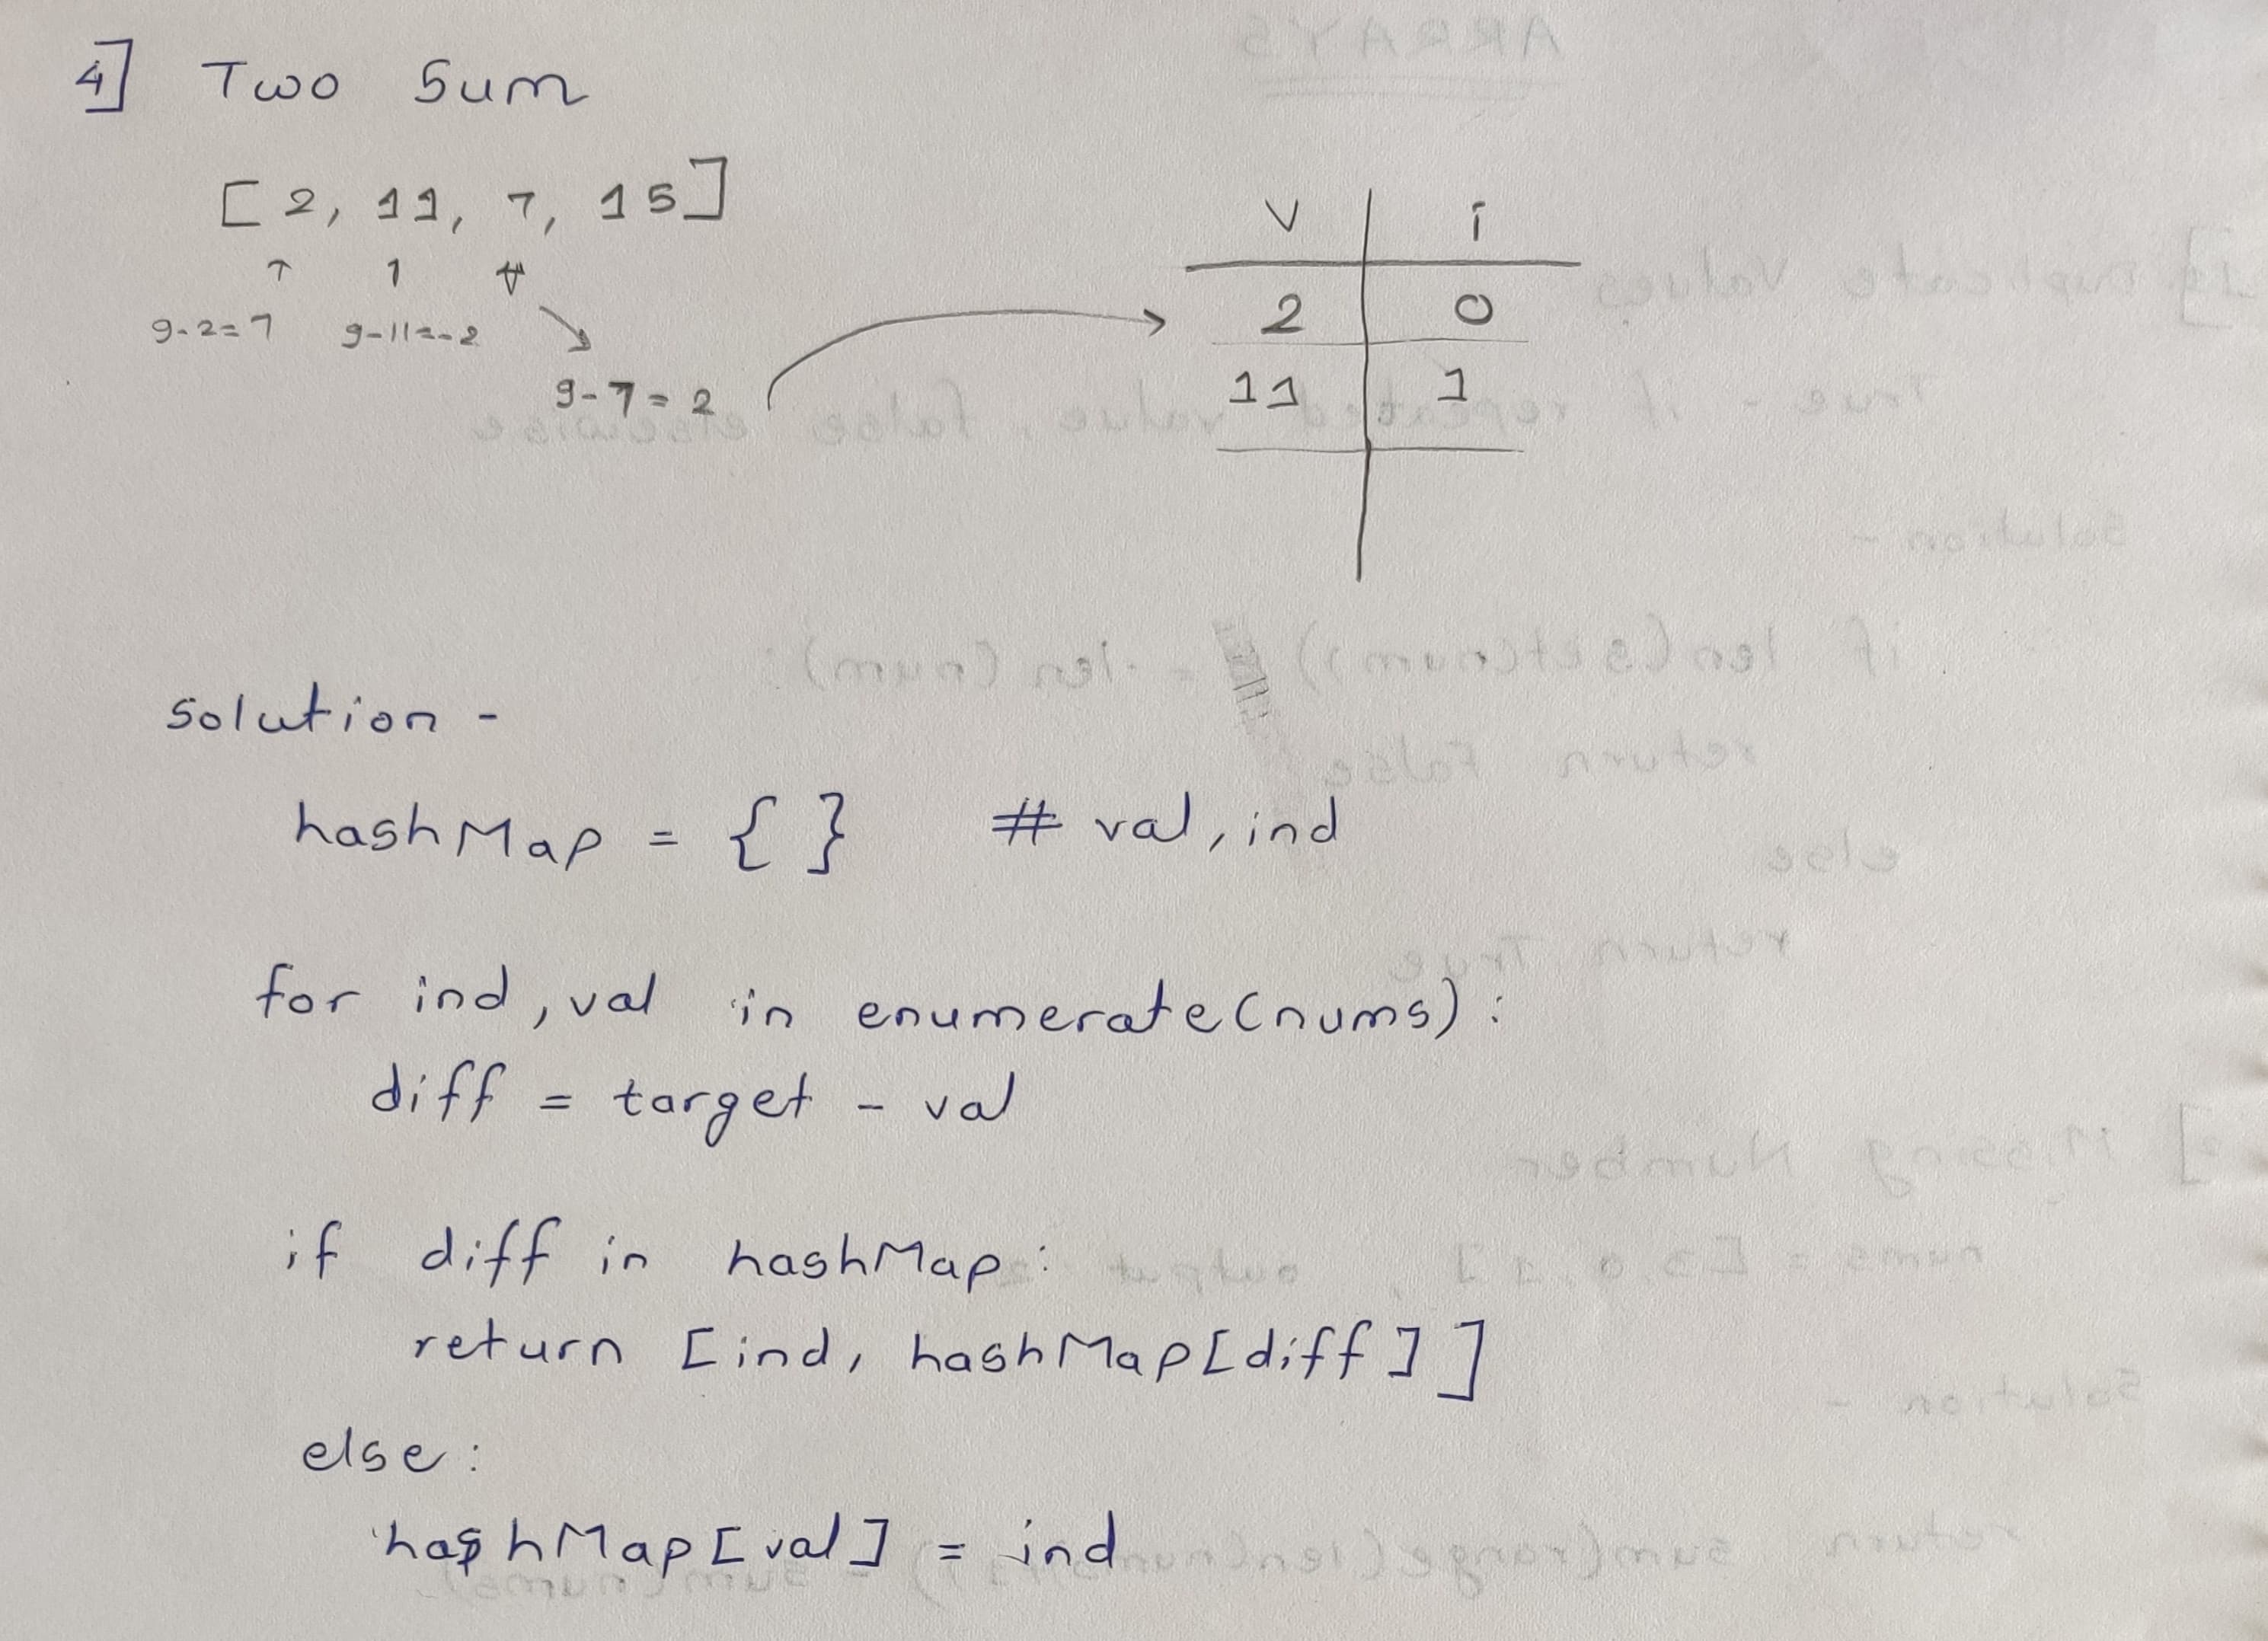 4] Two Sum
[2, 11, 7, 15]
9-2=7 9-11=-2
9-7=2
V i
2 0
11 1
solution -
hashMap = { } # val, ind
for ind, val in enumerate(nums):
diff = target - val
if diff in hashMap:
return [ind, hashMap[diff]]
else:
hashMap[val] = ind